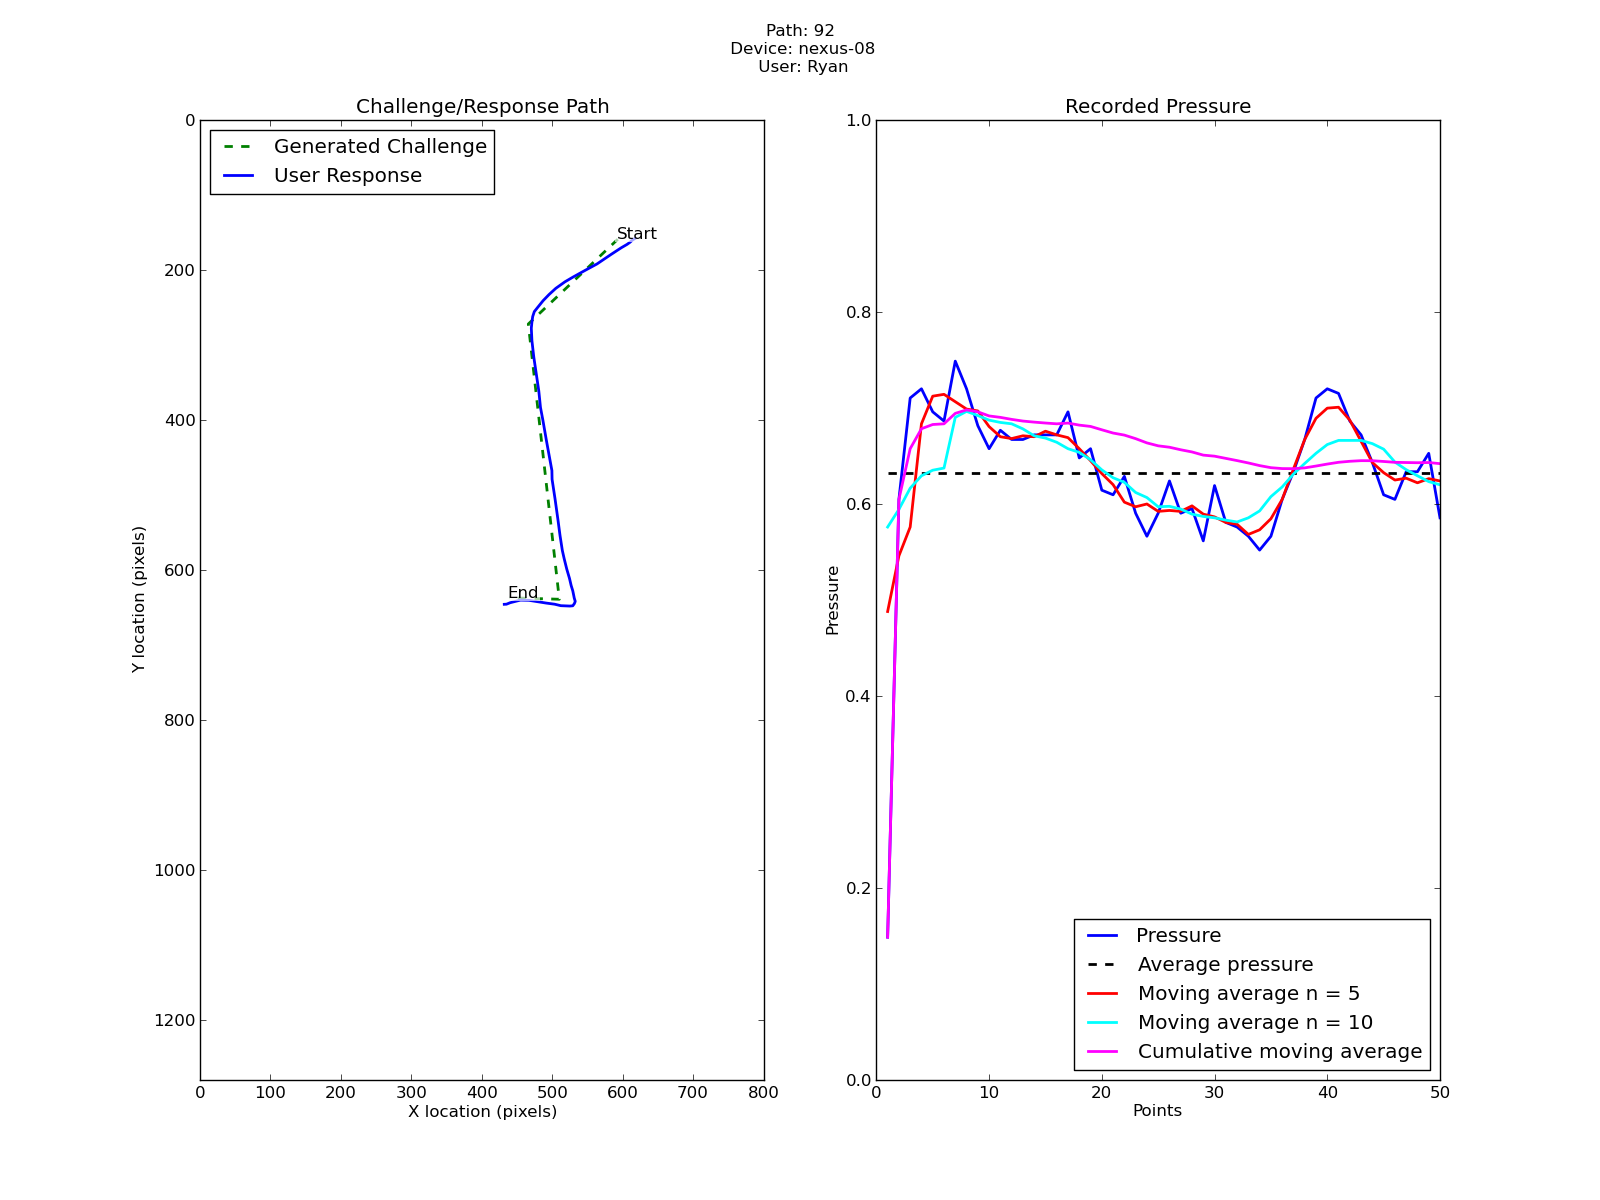 Path: 92
Device: nexus-08
User: Ryan
Challenge/Response Path
Generated Challenge
User Response
Start
End
0
200
400
600
800
1000
1200
Y location (pixels)
0 100 200 300 400 500 600 700 800
X location (pixels)
Recorded Pressure
1.0
0.8
0.6
0.4
0.2
0.0
Pressure
Pressure
Average pressure
Moving average n = 5
Moving average n = 10
Cumulative moving average
0 10 20 30 40 50
Points